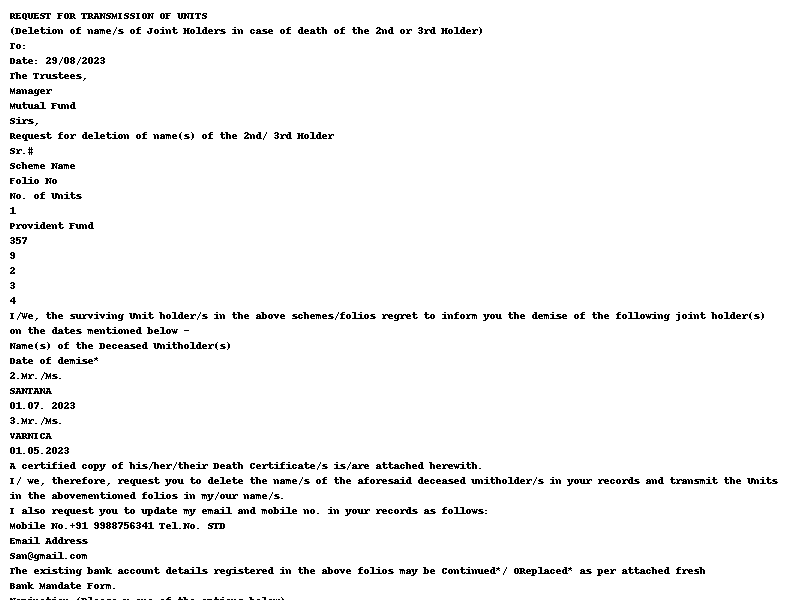 REQUEST FOR TRANSMISSION OF UNITS
(Deletion of name/s of Joint Holders in case of death of the 2nd or 3rd Holder)
To:
Date: 29/08/2023
The Trustees,
Manager
Mutual Fund
Sirs,
Request for deletion of name(s) of the 2nd/ 3rd Holder
Sr.#
Scheme Name
Folio No
No. of Units
1
Provident Fund
357
9
2
3
4
I/We, the surviving Unit holder/s in the above schemes/folios regret to inform you the demise of the following joint holder(s)
on the dates mentioned below –
Name(s) of the Deceased Unitholder(s)
Date of demise*
2.Mr./Ms.
SANTANA
01.07. 2023
3.Mr./Ms.
VARNICA
01.05.2023
A certified copy of his/her/their Death Certificate/s is/are attached herewith.
I/ we, therefore, request you to delete the name/s of the aforesaid deceased unitholder/s in your records and transmit the Units
in the abovementioned folios in my/our name/s.
I also request you to update my email and mobile no. in your records as follows:
Mobile No.+91 9988756341 Tel.No. STD
Email Address
San@gmail.com
The existing bank account details registered in the above folios may be Continued*/ OReplaced* as per attached fresh
Bank Mandate Form.